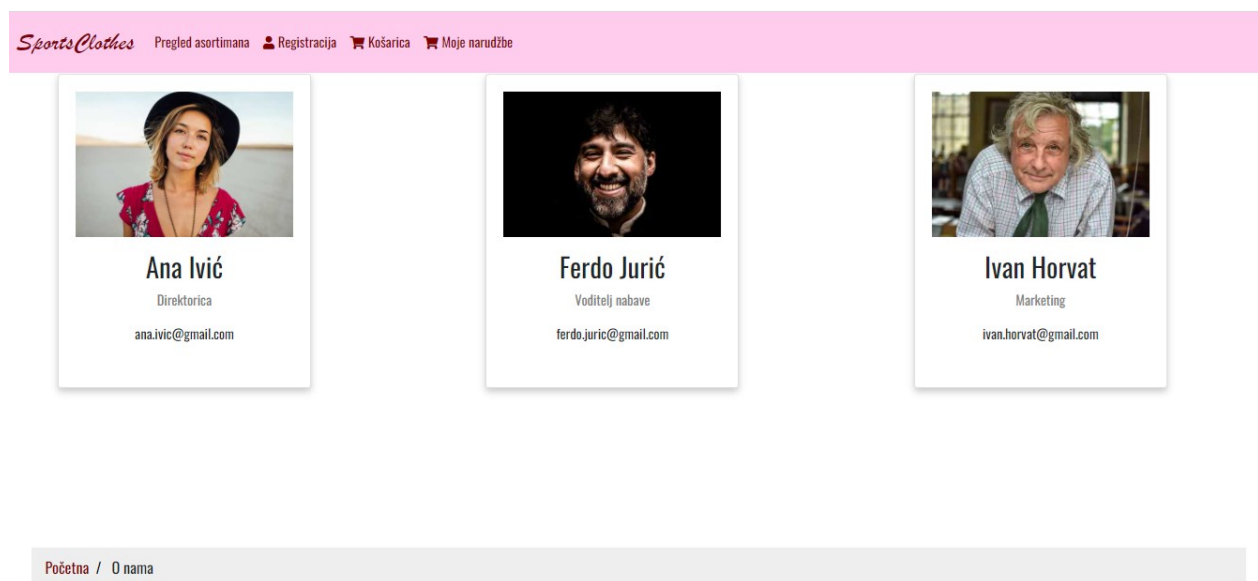 SportsClothes Pregled asortimana Registracija Košarica Moje narudžbe
Ana Ivić
Direktorica
ana.ivic@gmail.com
Ferdo Jurić
Voditelj nabave
ferdo.juric@gmail.com
Ivan Horvat
Marketing
ivan.horvat@gmail.com
Početna / O nama